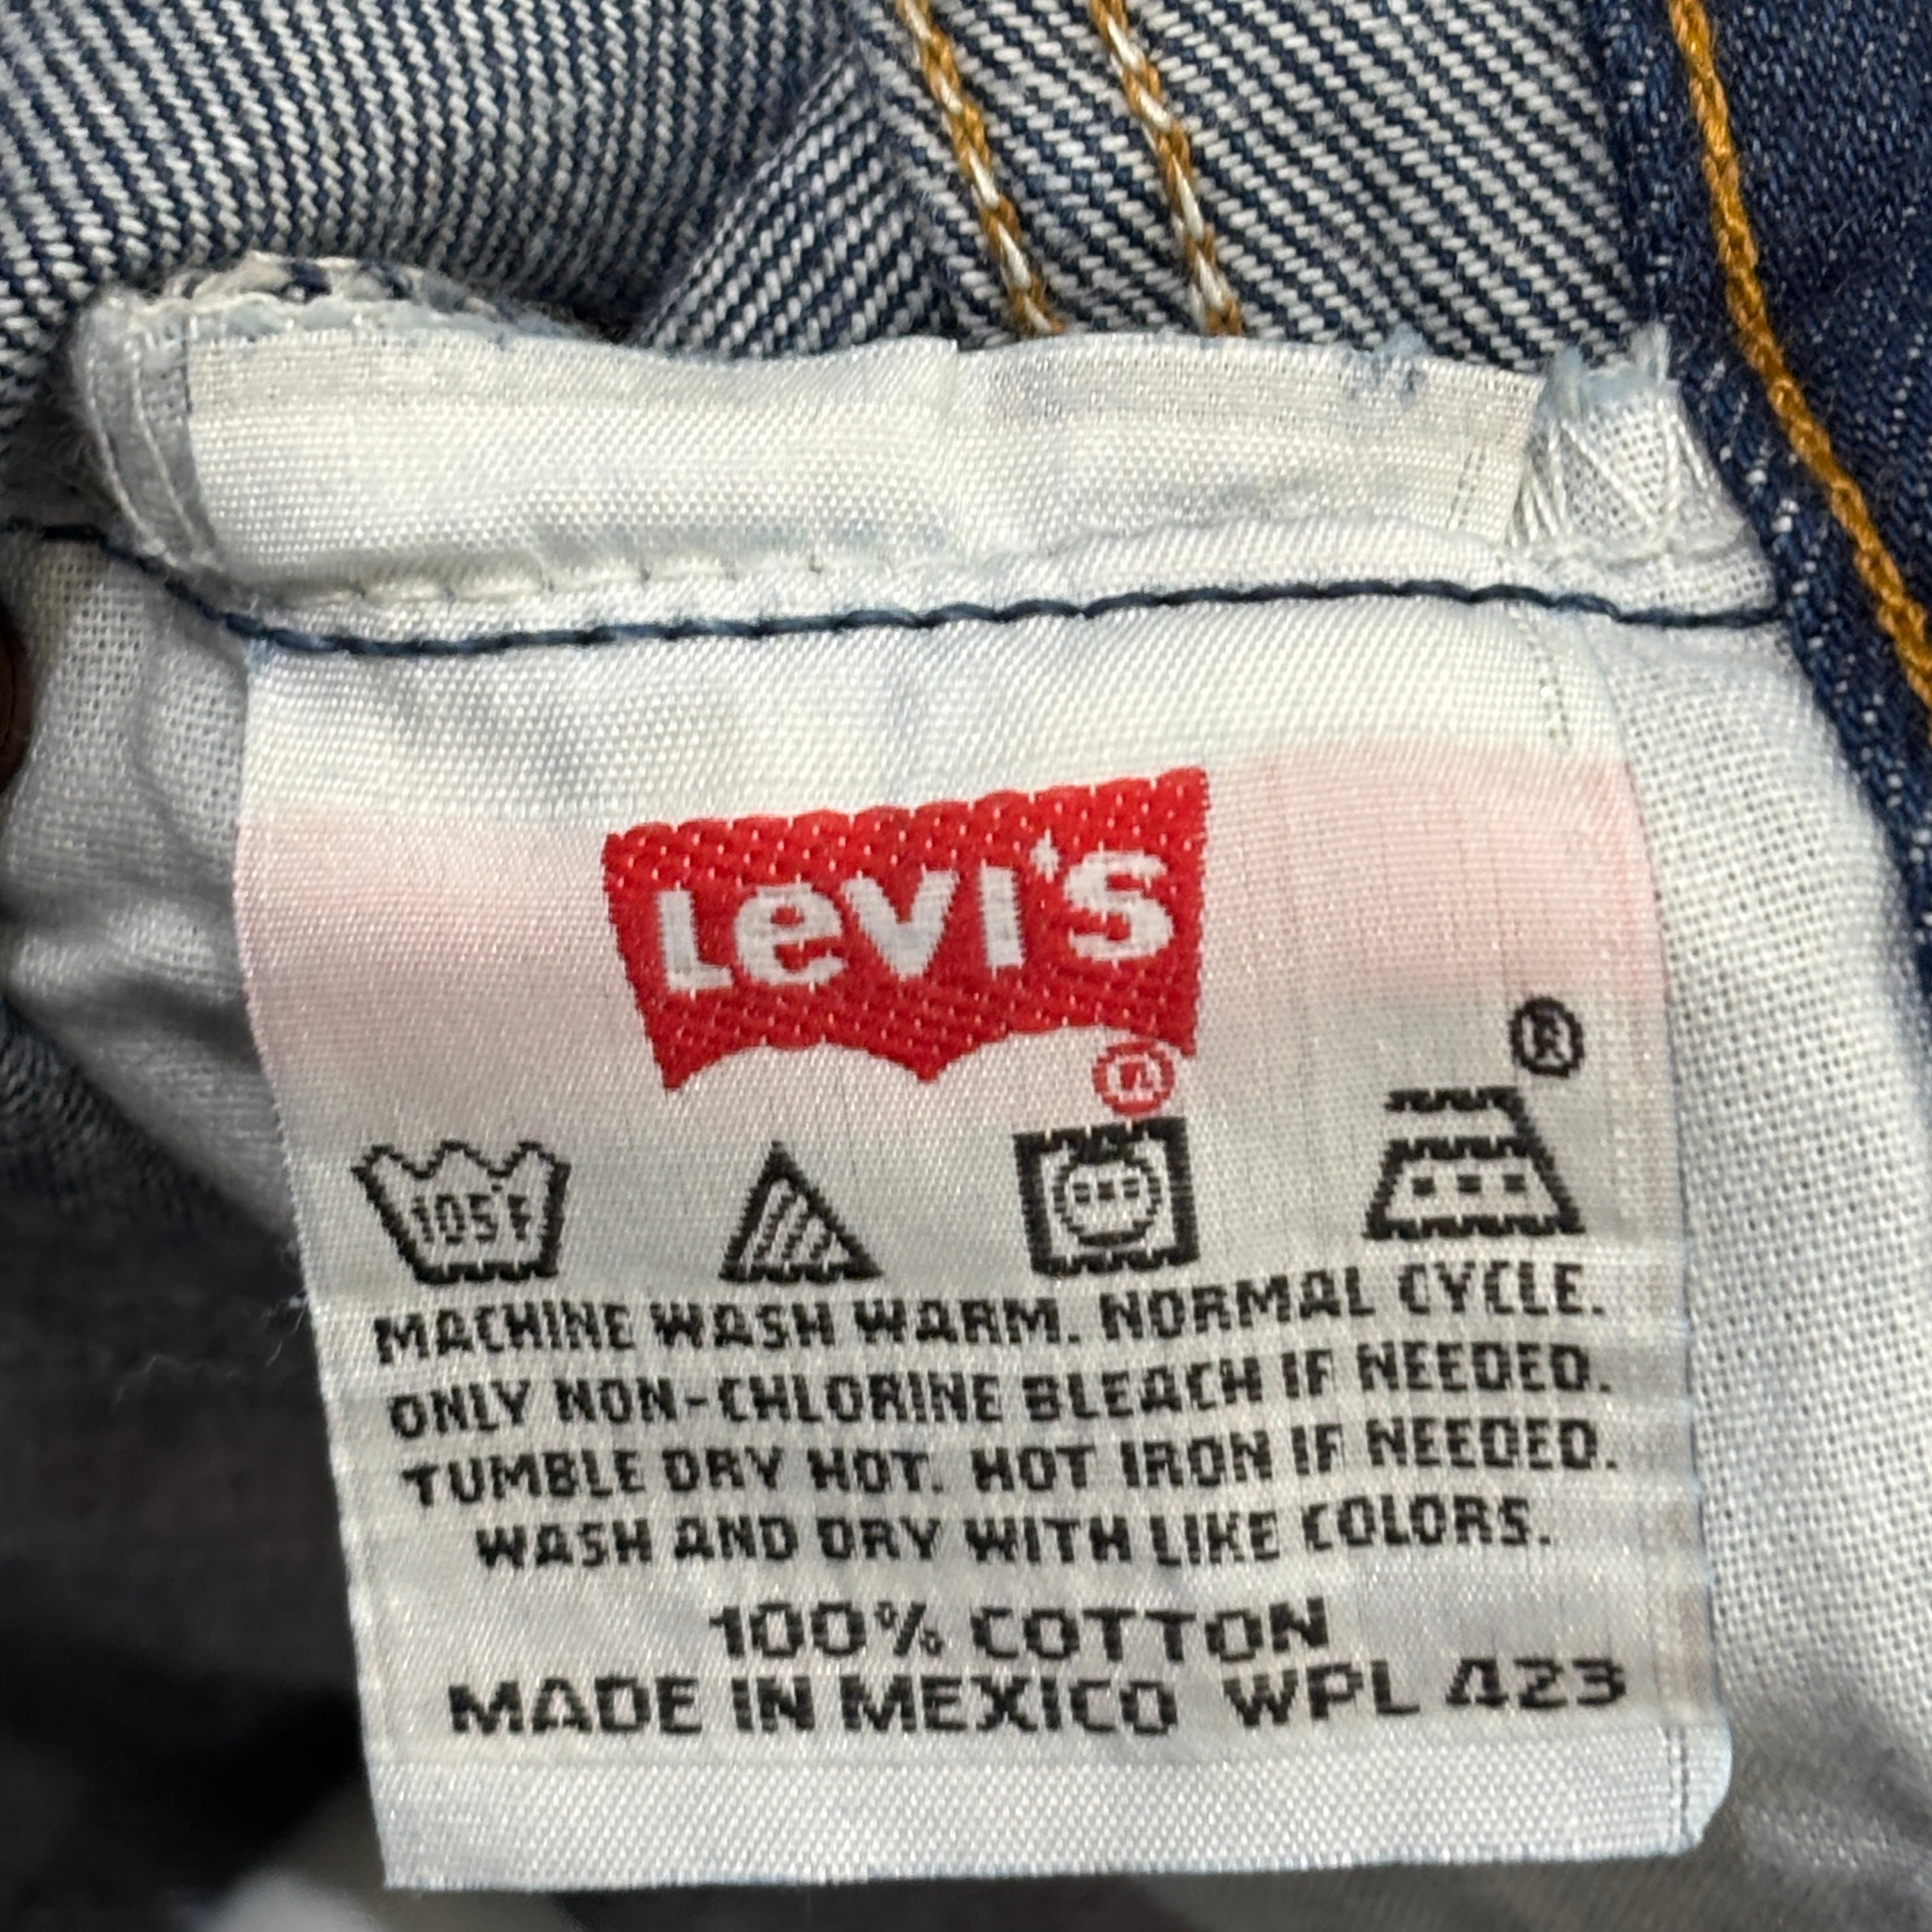 LEVI'S
®
®
105°F
MACHINE WASH WARM. NORMAL CYCLE.
ONLY NON-CHLORINE BLEACH IF NEEDED.
TUMBLE DRY HOT. HOT IRON IF NEEDED.
WASH AND DRY WITH LIKE COLORS.
100% COTTON
MADE IN MEXICO WPL 423